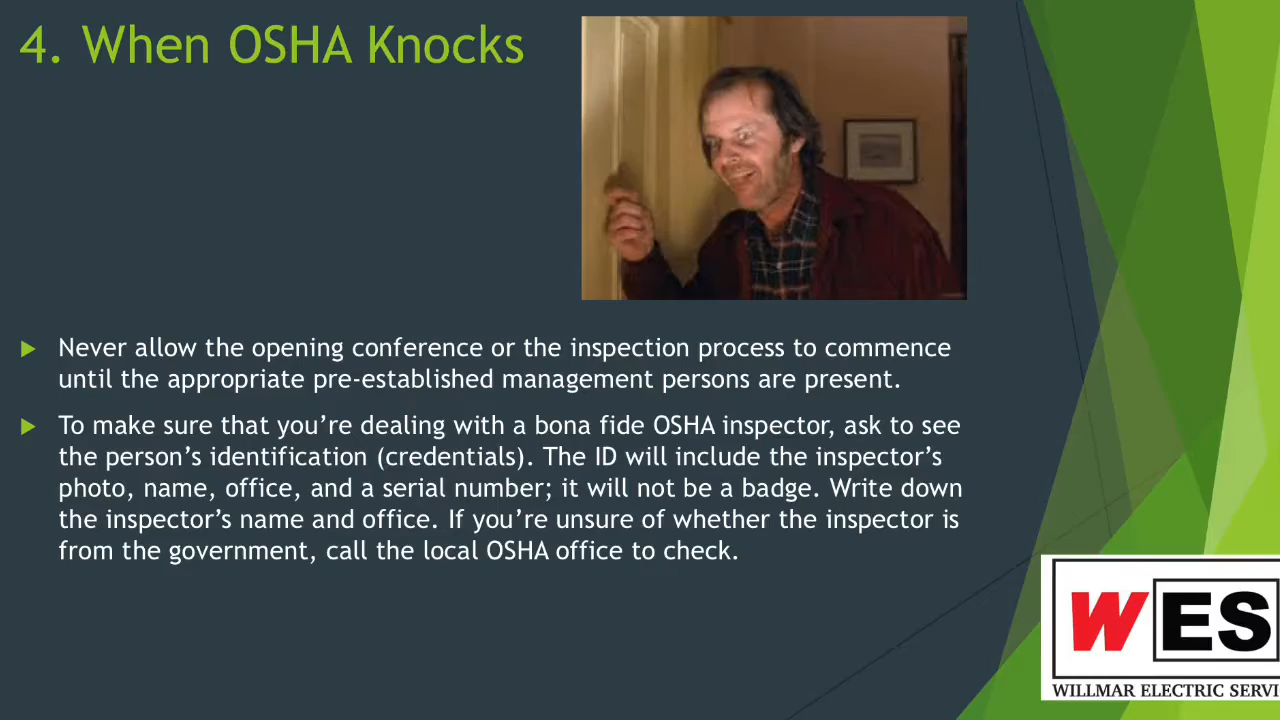 4. When OSHA Knocks
Never allow the opening conference or the inspection process to commence
until the appropriate pre-established management persons are present.
To make sure that you’re dealing with a bona fide OSHA inspector, ask to see
the person’s identification (credentials). The ID will include the inspector’s
photo, name, office, and a serial number; it will not be a badge. Write down
the inspector’s name and office. If you’re unsure of whether the inspector is
from the government, call the local OSHA office to check.
WES
WILLMAR ELECTRIC SERVI